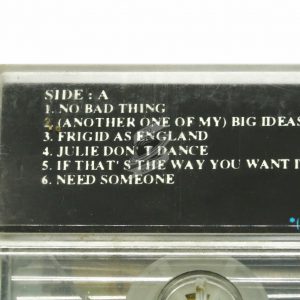 SIDE : A
1. NO BAD THING
2. (ANOTHER ONE OF MY) BIG IDEAS
3. FRIGID AS ENGLAND
4. JULIE DON'T DANCE
5. IF THAT'S THE WAY YOU WANT I
6. NEED SOMEONE